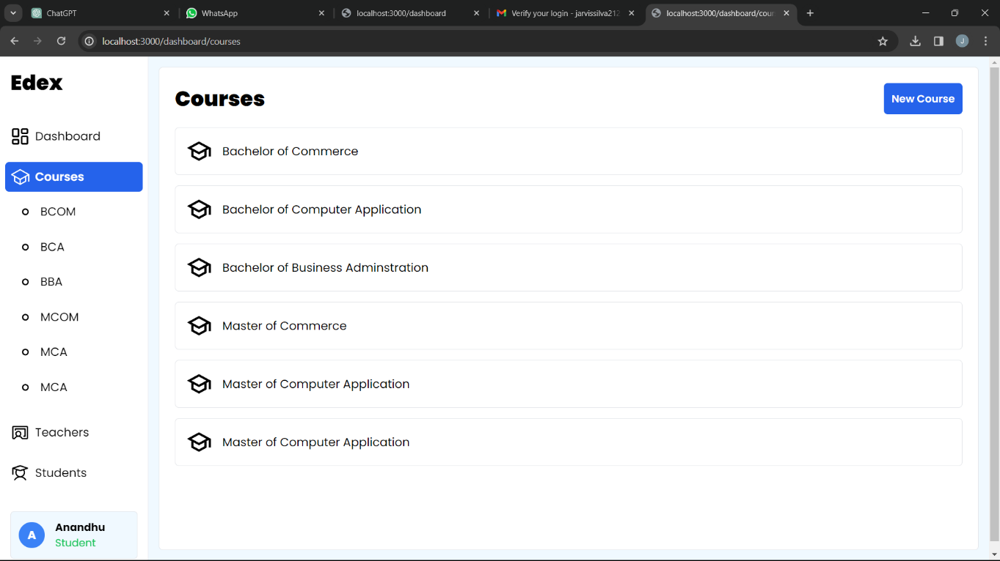 ChatGPT
WhatsApp
localhost:3000/dashboard
Verify your login - jarvissilva212
localhost:3000/dashboard/cour
localhost:3000/dashboard/courses
J
Edex
Dashboard
Courses
BCOM
BCA
BBA
MCOM
MCA
MCA
Teachers
Students
A
Anandhu
Student
Courses
New Course
Bachelor of Commerce
Bachelor of Computer Application
Bachelor of Business Adminstration
Master of Commerce
Master of Computer Application
Master of Computer Application